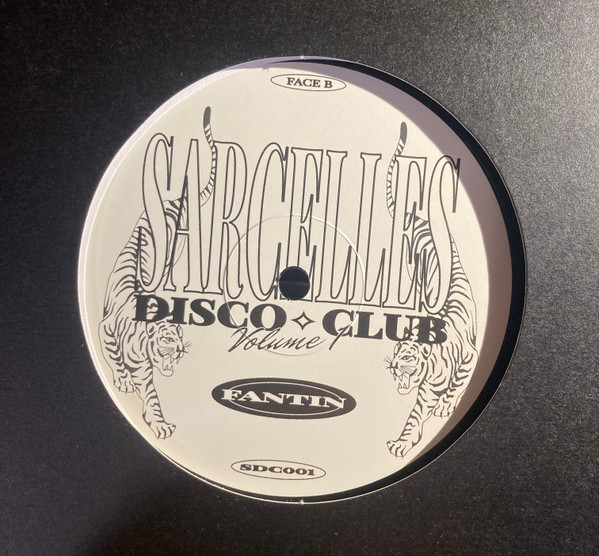 FACE B
SARCELLES
DISCO ✧ CLUB
Volume 1
FANTIN
SDC001